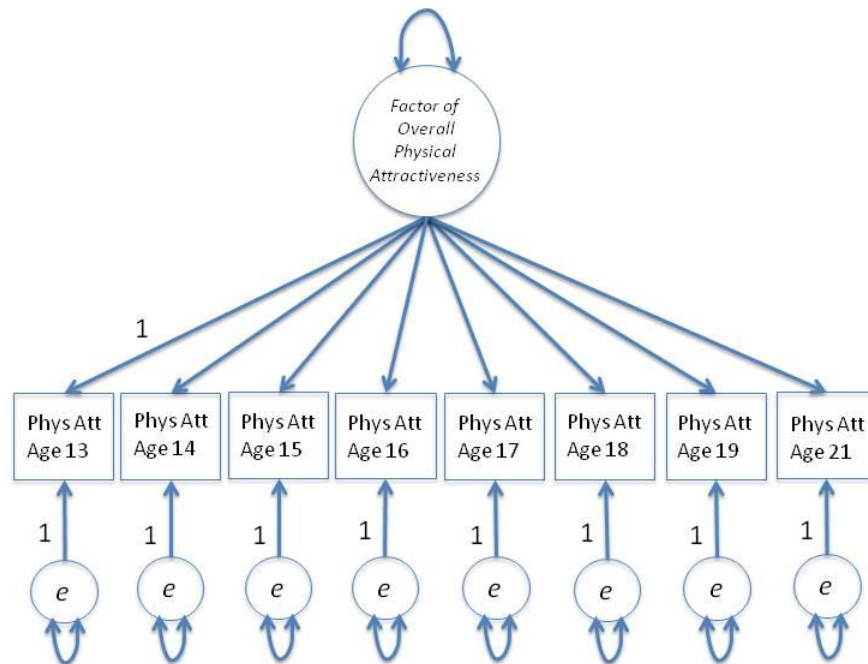 Factor of
Overall
Physical
Attractiveness
1
Phys Att
Age 13
Phys Att
Age 14
Phys Att
Age 15
Phys Att
Age 16
Phys Att
Age 17
Phys Att
Age 18
Phys Att
Age 19
Phys Att
Age 21
1
1
1
1
1
1
1
1
e
e
e
e
e
e
e
e